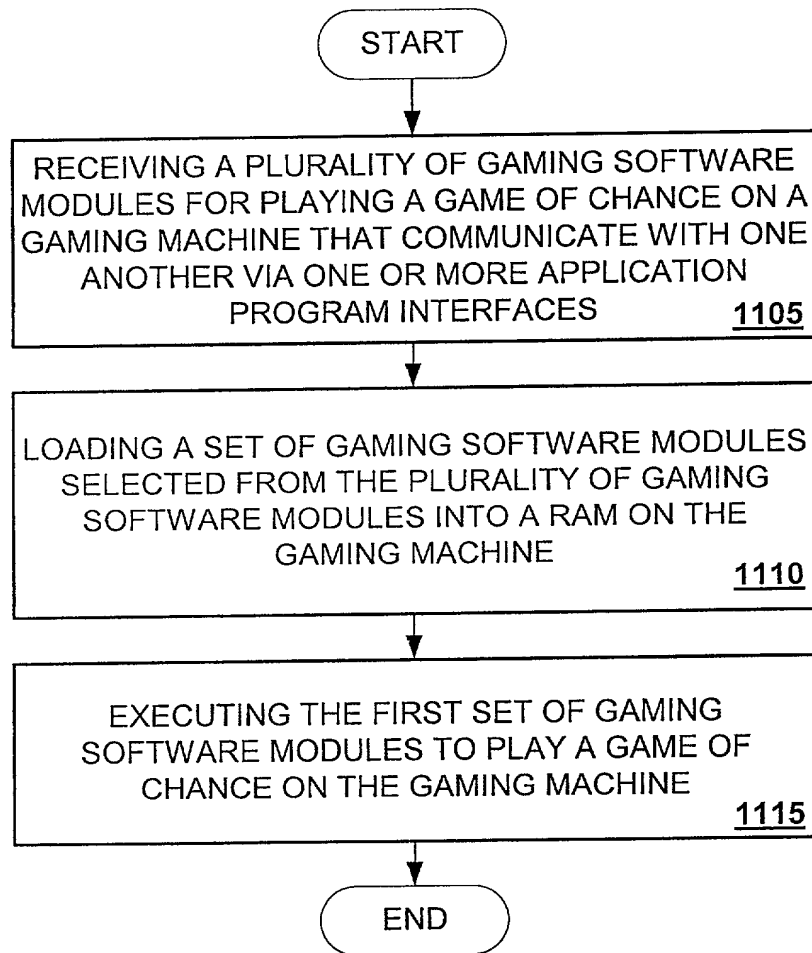 START
RECEIVING A PLURALITY OF GAMING SOFTWARE
MODULES FOR PLAYING A GAME OF CHANCE ON A
GAMING MACHINE THAT COMMUNICATE WITH ONE
ANOTHER VIA ONE OR MORE APPLICATION
PROGRAM INTERFACES
1105
LOADING A SET OF GAMING SOFTWARE MODULES
SELECTED FROM THE PLURALITY OF GAMING
SOFTWARE MODULES INTO A RAM ON THE
GAMING MACHINE
1110
EXECUTING THE FIRST SET OF GAMING
SOFTWARE MODULES TO PLAY A GAME OF
CHANCE ON THE GAMING MACHINE
1115
END